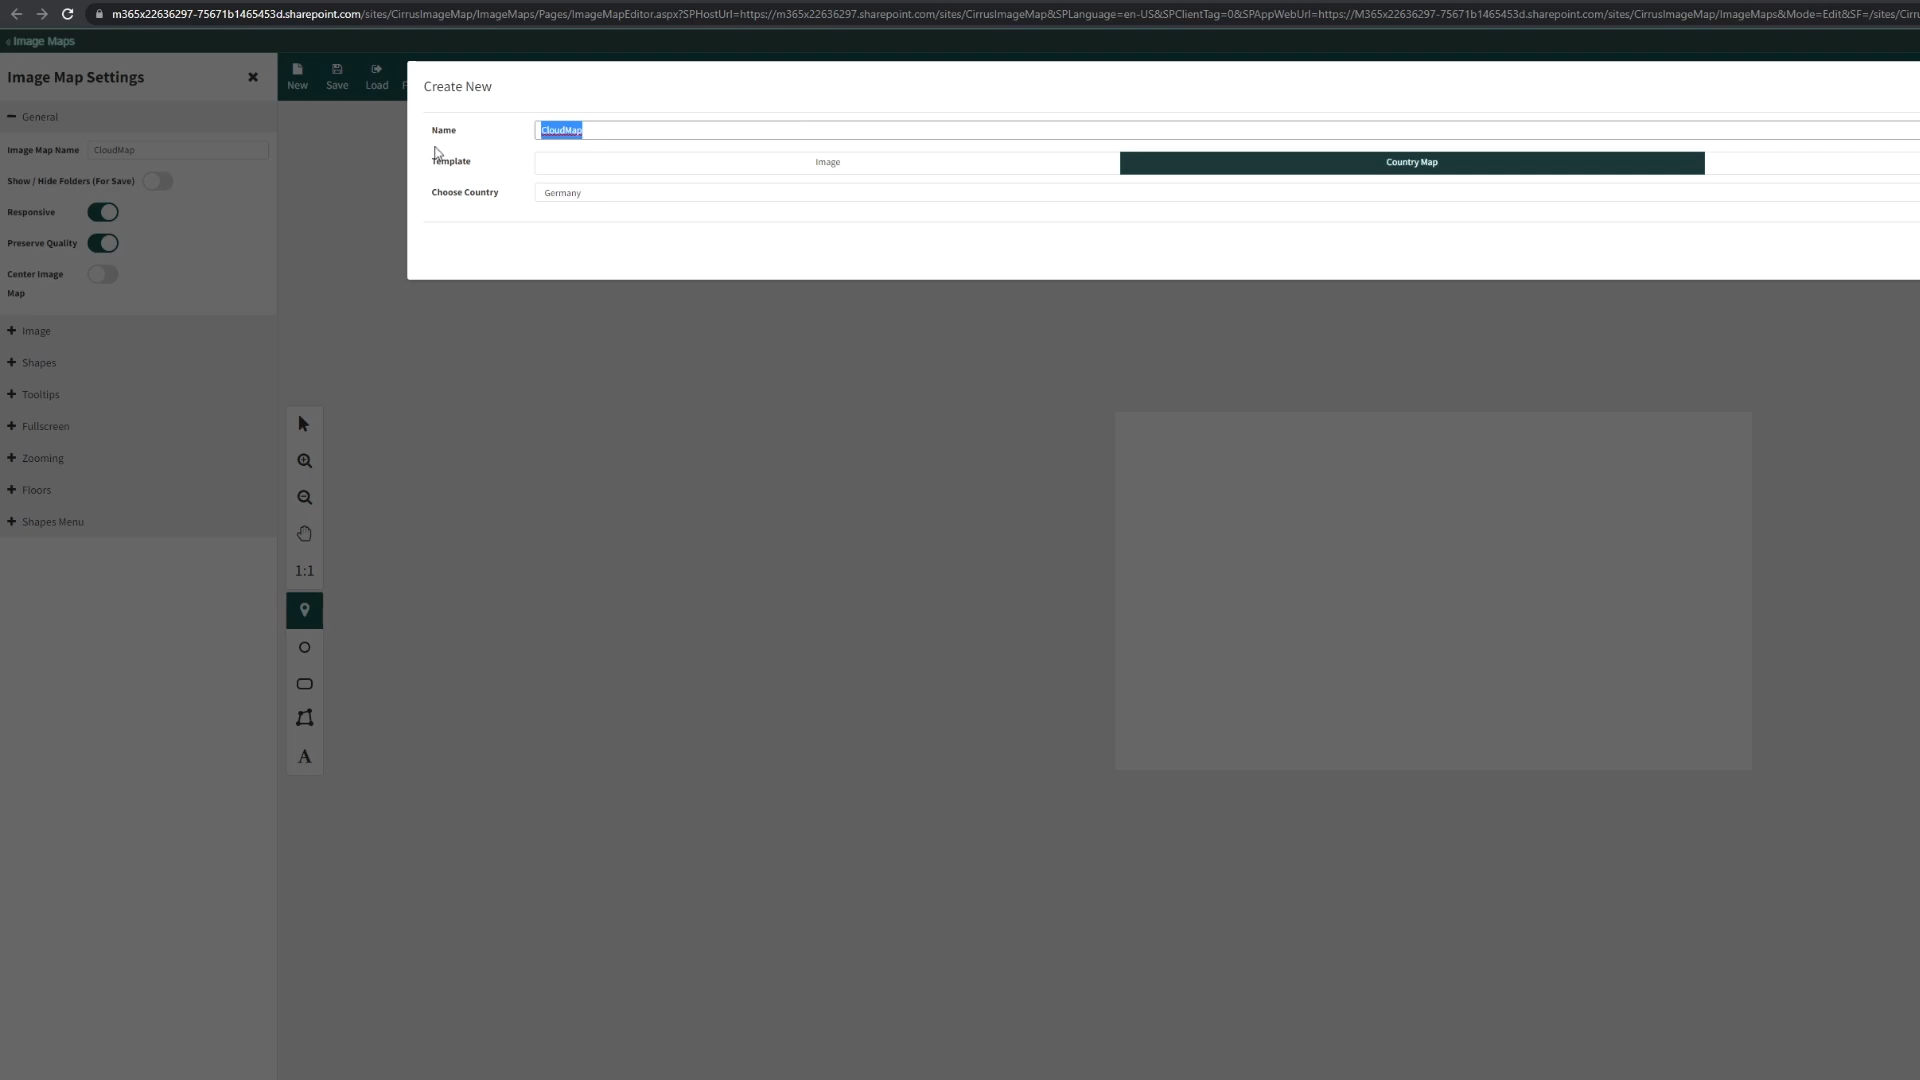 m365x22636297-75671b1465453d.sharepoint.com/sites/CirrusImageMap/ImageMaps/Pages/ImageMapEditor.aspx?SPHostUrl=https://m365x22636297.sharepoint.com/sites/CirrusImageMap&SPLanguage=en-US&SPClientTag=0&SPAppWebUrl=https://M365x22636297-75671b1465453d.sharepoint.com/sites/CirrusImageMap/ImageMaps&Mode=Edit&SF=/sites/Cirru
Image Maps
Image Map Settings
New Save Load
Create New
General
Name CloudMap
Image Map Name CloudMap
Template Image Country Map
Show / Hide Folders (For Save)
Choose Country Germany
Responsive
Preserve Quality
Center Image
Map
Image
Shapes
Tooltips
Fullscreen
Zooming
Floors
Shapes Menu
1:1
A